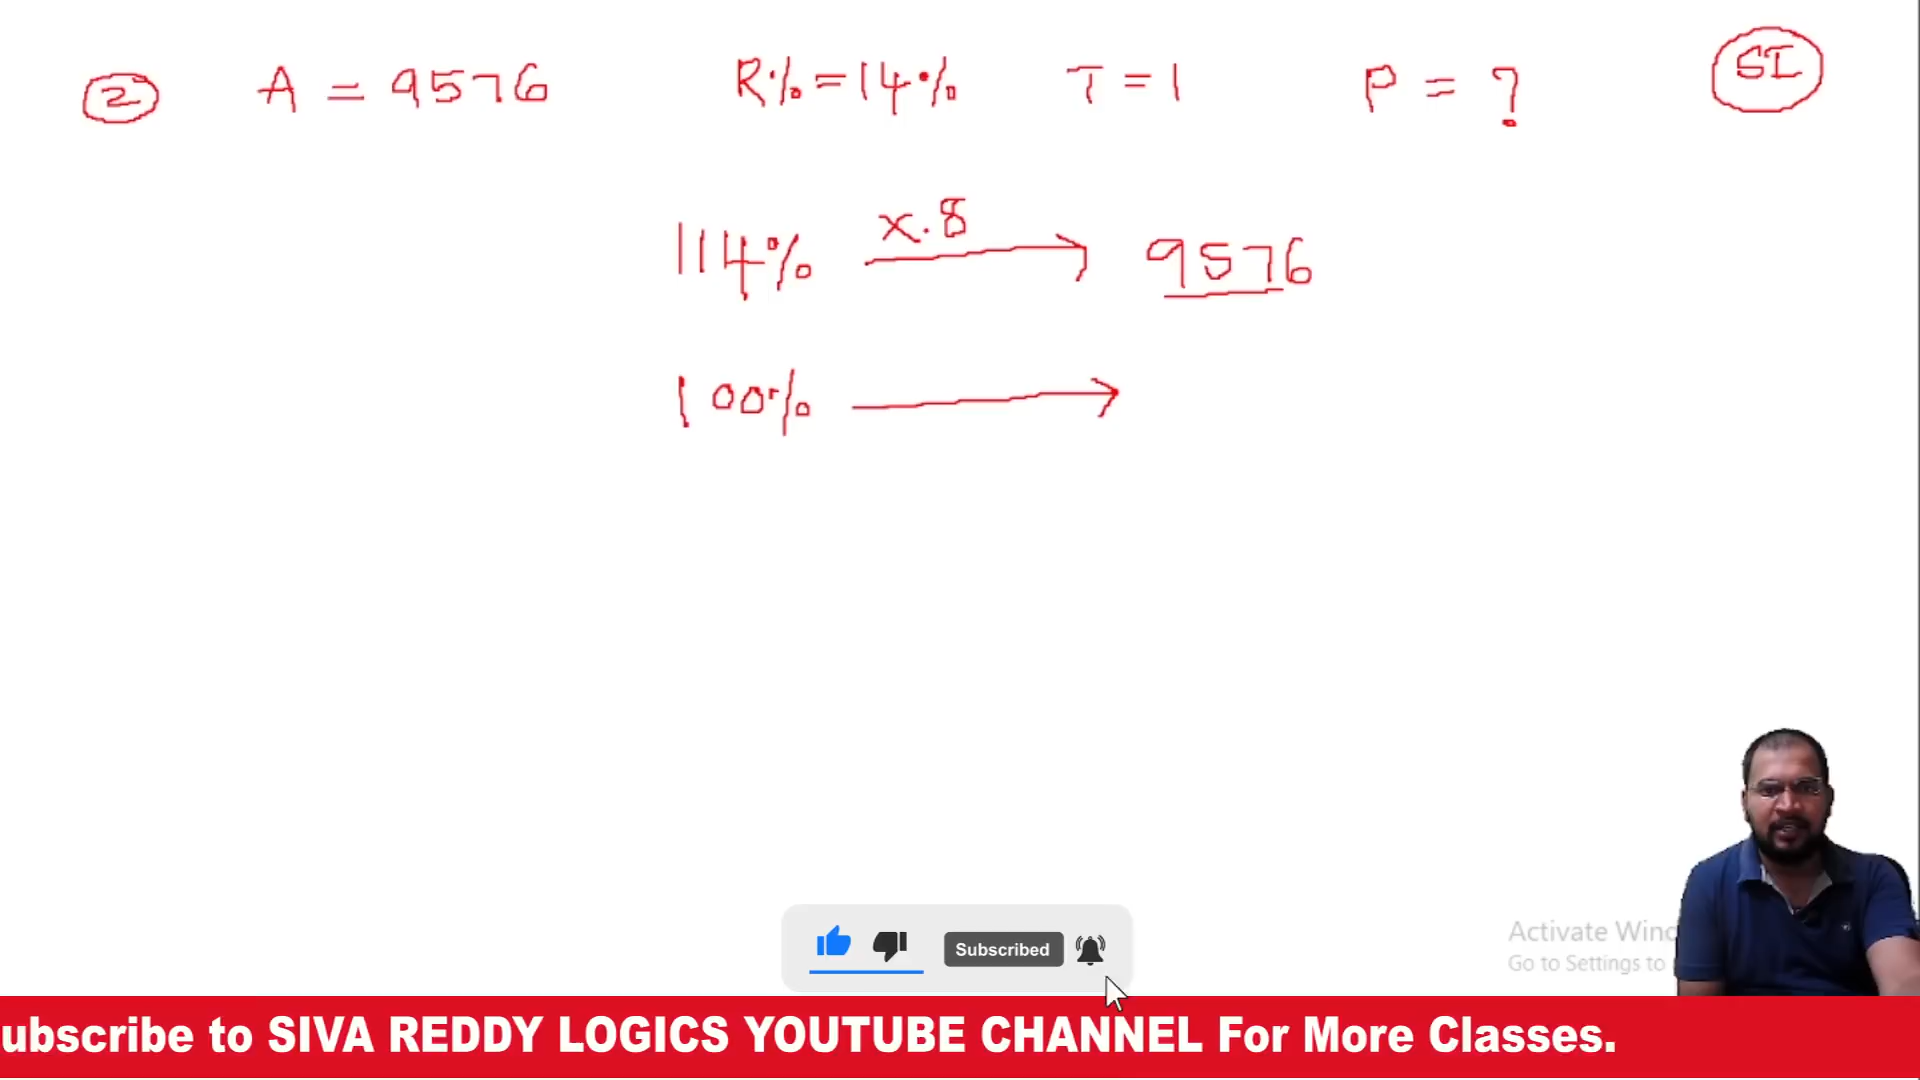 ② A = 9576 R% = 14% T = 1 P = ? SI
114% x.8 → 9576
100% →
Subscribed
Activate Wind
Go to Settings to
ubscribe to SIVA REDDY LOGICS YOUTUBE CHANNEL For More Classes.